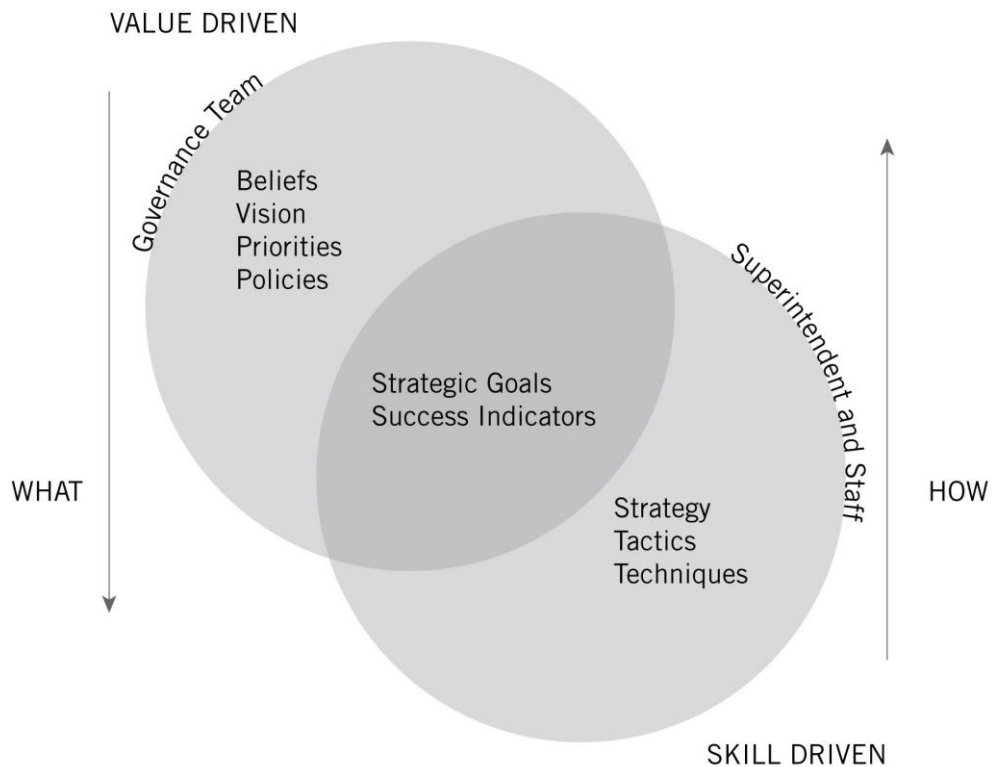 VALUE DRIVEN
Governance Team
Beliefs
Vision
Priorities
Policies
Superintendent and Staff
Strategic Goals
Success Indicators
WHAT
HOW
Strategy
Tactics
Techniques
SKILL DRIVEN